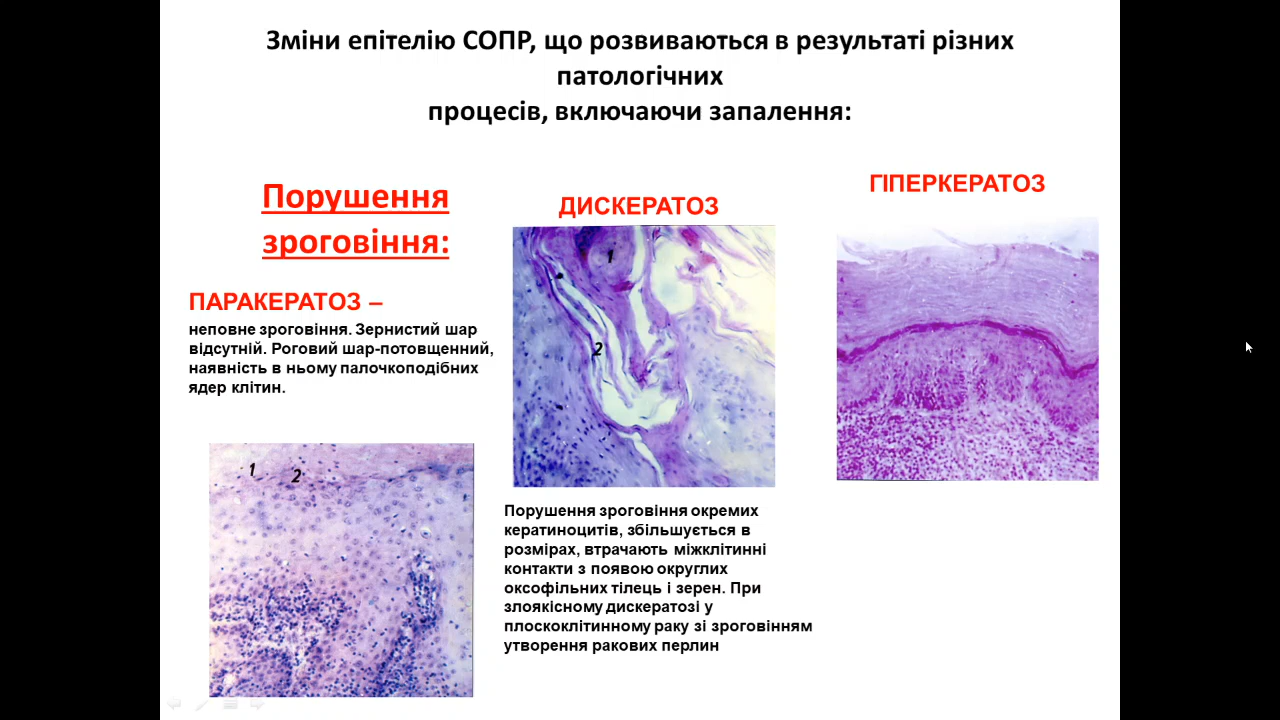 Зміни епітелію СОПР, що розвиваються в результаті різних
патологічних
процесів, включаючи запалення:
Порушення
зроговіння:
ПАРАКЕРАТОЗ –
неповне зроговіння. Зернистий шар
відсутній. Роговий шар-потовщенний,
наявність в ньому палочкоподібних
ядер клітин.
1
2
ДИСКЕРАТОЗ
1
2
Порушення зроговіння окремих
кератиноцитів, збільшується в
розмірах, втрачають міжклітинні
контакти з появою округлих
оксофільних тілець і зерен. При
злоякісному дискератозі у
плоскоклітинному раку зі зроговінням
утворення ракових перлин
ГІПЕРКЕРАТОЗ